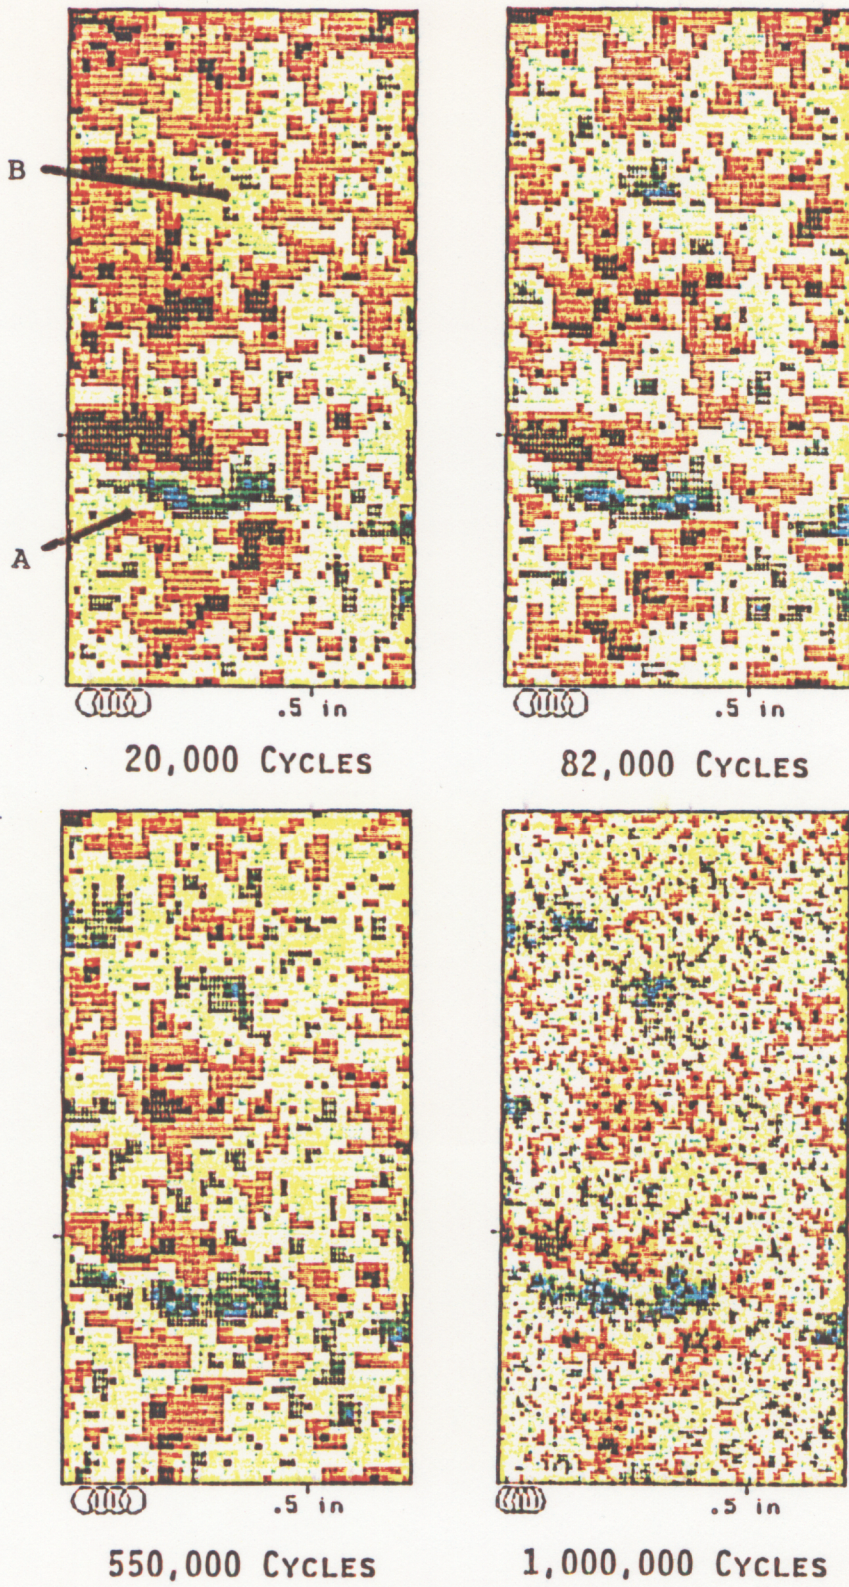 B
A
.5 in
.5 in
20,000 CYCLES
82,000 CYCLES
.5 in
.5 in
550,000 CYCLES
1,000,000 CYCLES